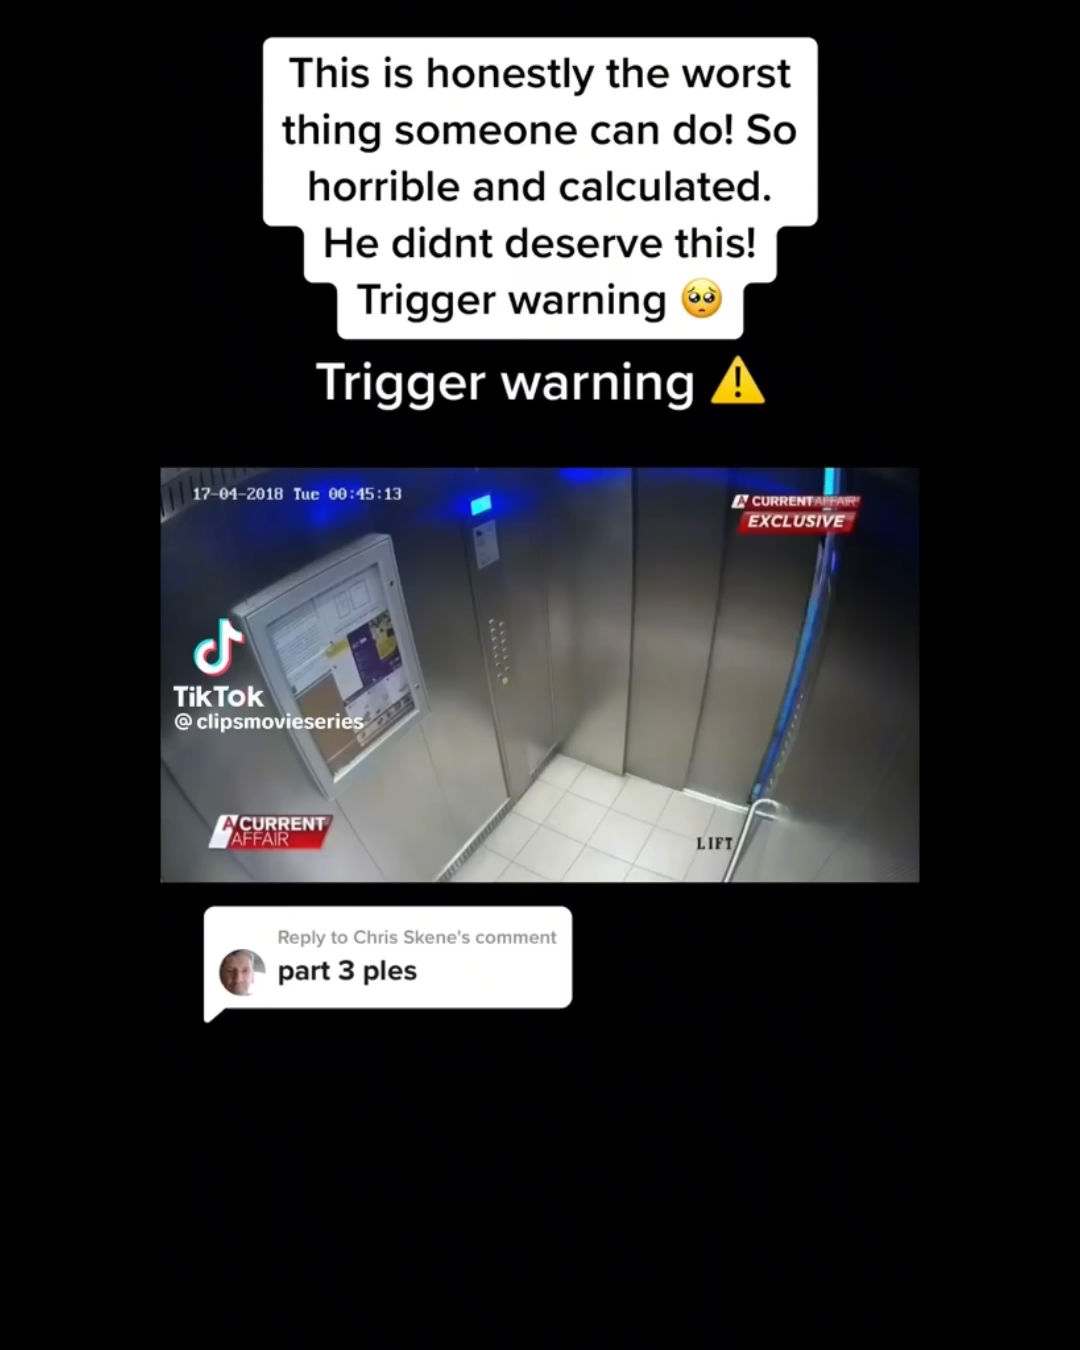 This is honestly the worst
thing someone can do! So
horrible and calculated.
He didnt deserve this!
Trigger warning 🥺
Trigger warning ⚠️
17-04-2018 Tue 00:45:13
A CURRENT AFFAIR
EXCLUSIVE
TikTok
@clipsmovieseries
A CURRENT
AFFAIR
LIFT
Reply to Chris Skene's comment
part 3 ples